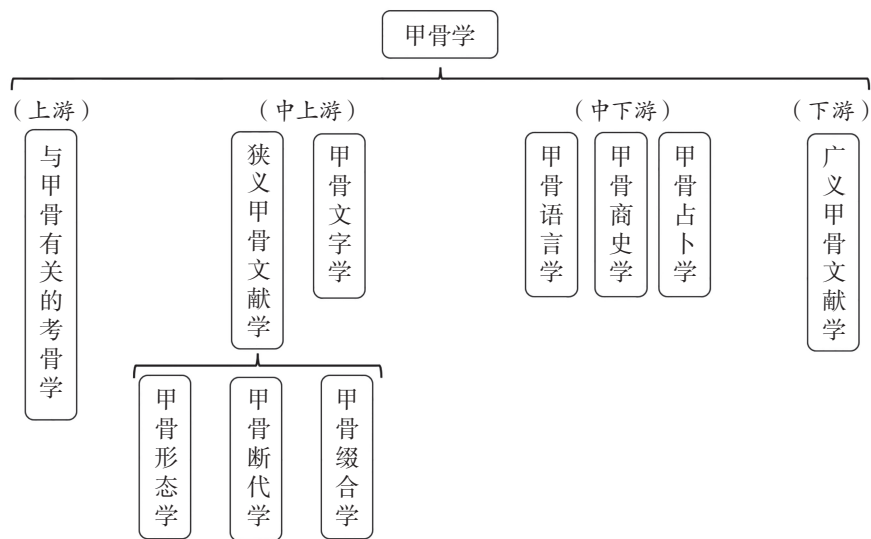 甲骨学
（上游）
（中上游）
（中下游）
（下游）
与甲骨有关的考骨学
狭义甲骨文献学
甲骨文字学
甲骨语言学
甲骨商史学
甲骨占卜学
广义甲骨文献学
甲骨形态学
甲骨断代学
甲骨缀合学